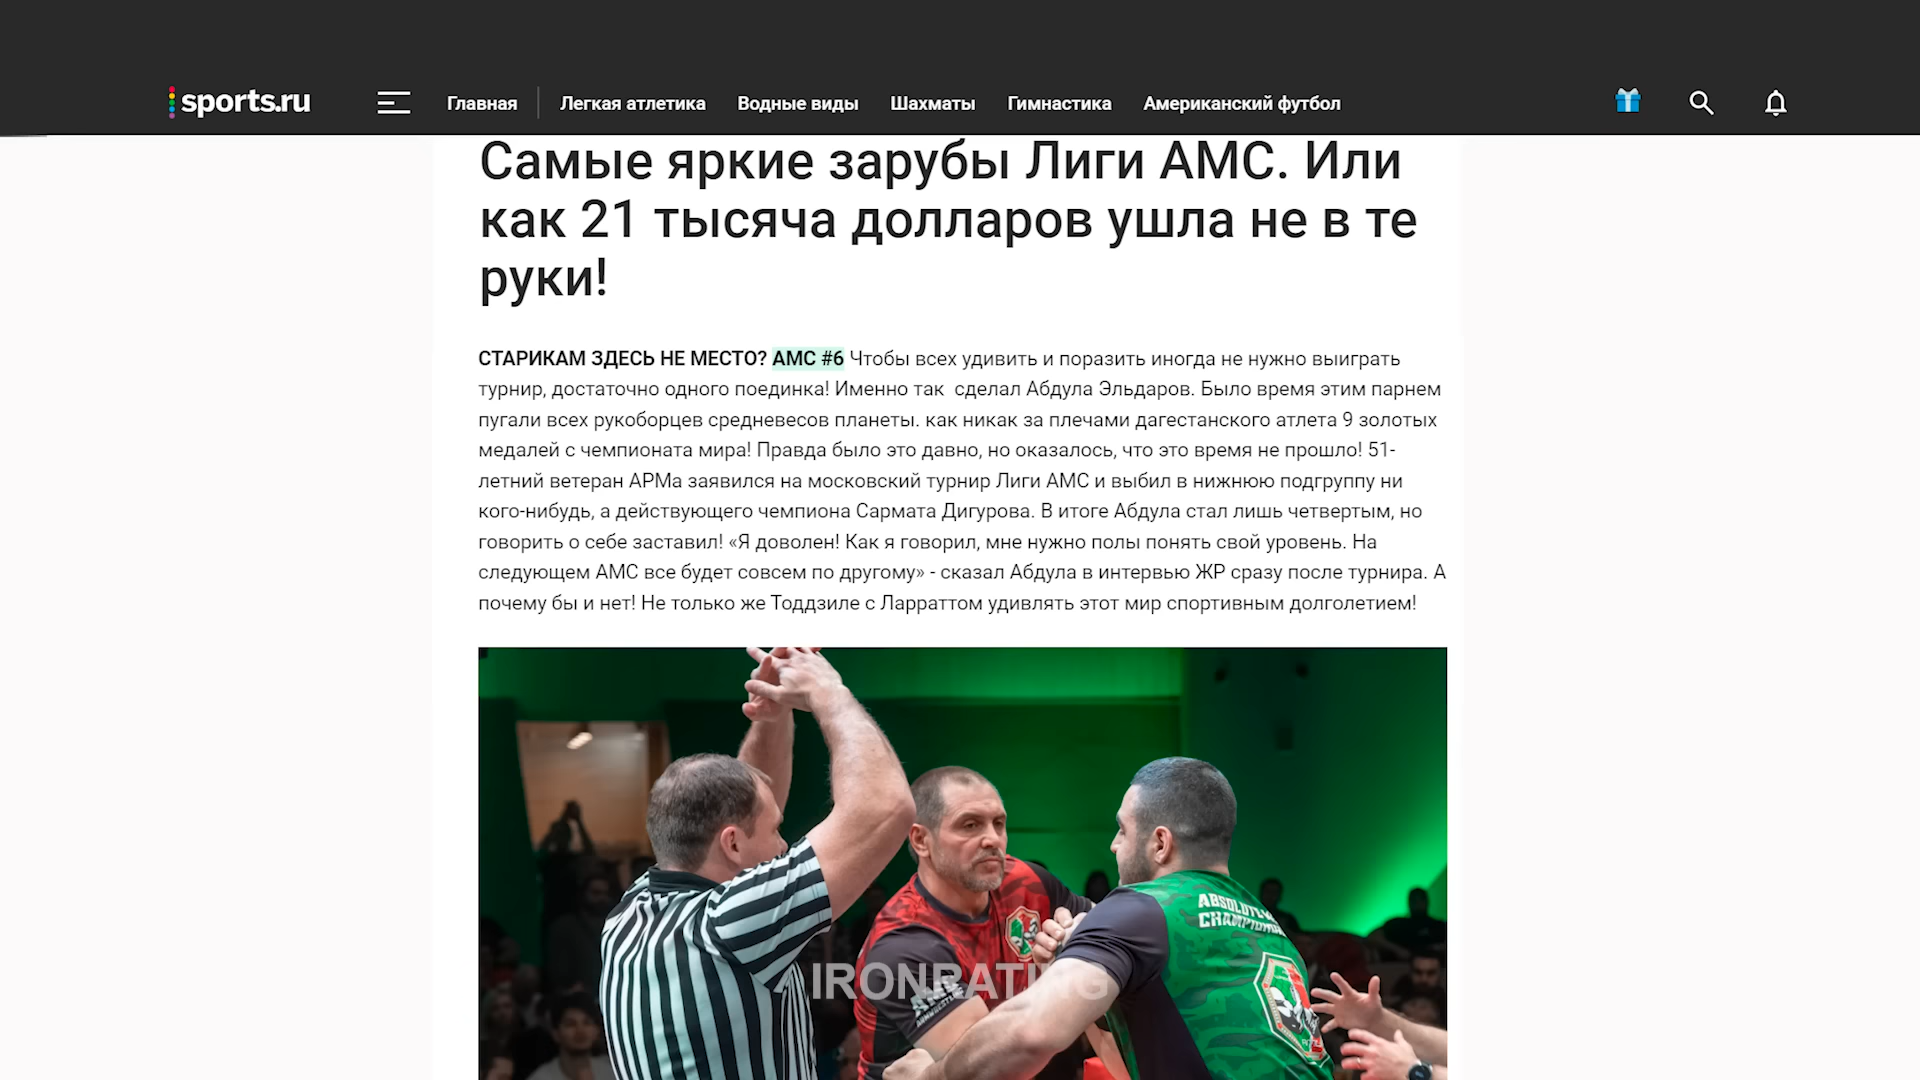 sports.ru
Главная
Легкая атлетика
Водные виды
Шахматы
Гимнастика
Американский футбол
Самые яркие зарубы Лиги АМС. Или
как 21 тысяча долларов ушла не в те
руки!
СТАРИКАМ ЗДЕСЬ НЕ МЕСТО? АМС #6 Чтобы всех удивить и поразить иногда не нужно выиграть
турнир, достаточно одного поединка! Именно так сделал Абдула Эльдаров. Было время этим парнем
пугали всех рукоборцев средневесов планеты. как никак за плечами дагестанского атлета 9 золотых
медалей с чемпионата мира! Правда было это давно, но оказалось, что это время не прошло! 51-
летний ветеран АРМа заявился на московский турнир Лиги АМС и выбил в нижнюю подгруппу ни
кого-нибудь, а действующего чемпиона Сармата Дигурова. В итоге Абдула стал лишь четвертым, но
говорить о себе заставил! «Я доволен! Как я говорил, мне нужно полы понять свой уровень. На
следующем АМС все будет совсем по другому» - сказал Абдула в интервью ЖР сразу после турнира. А
почему бы и нет! Не только же Тоддзиле с Ларраттом удивлять этот мир спортивным долголетием!
IRONRATING